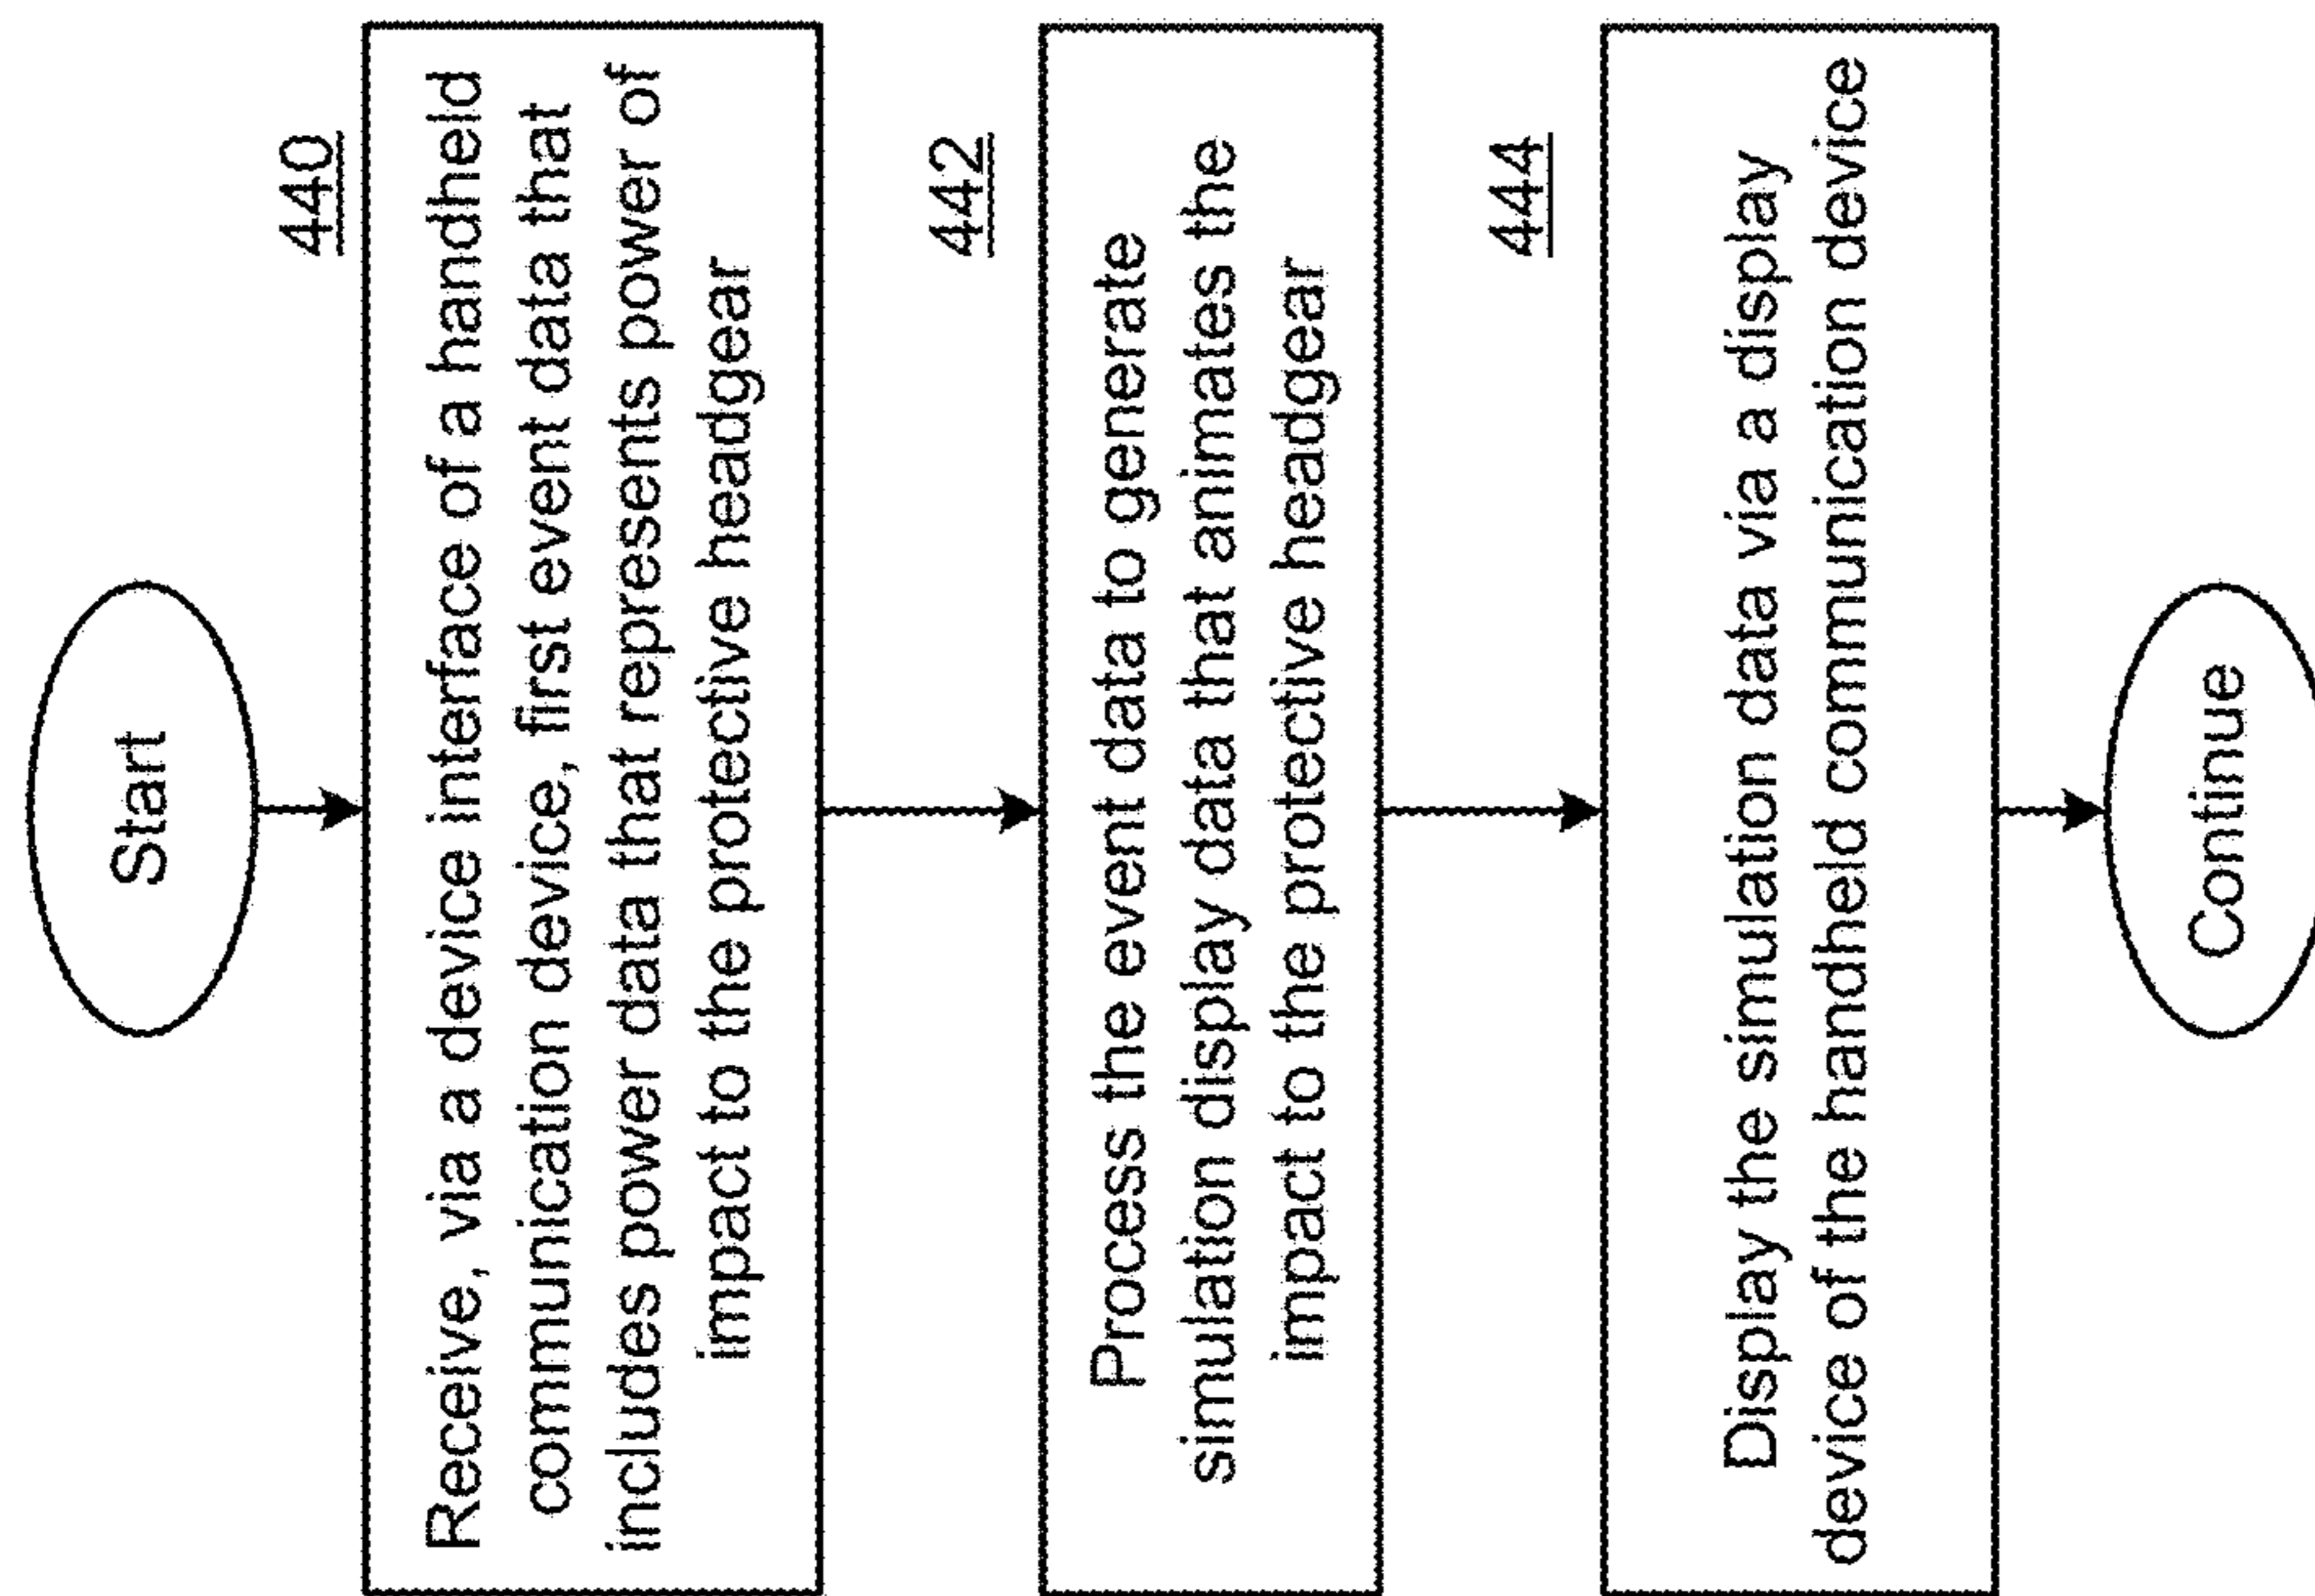 Start
440
Receive, via a device interface of a handheld
communication device, first event data that
includes power data that represents power of
impact to the protective headgear
442
Process the event data to generate
simulation display data that animates the
impact to the protective headgear
444
Display the simulation data via a display
device of the handheld communication device
Continue